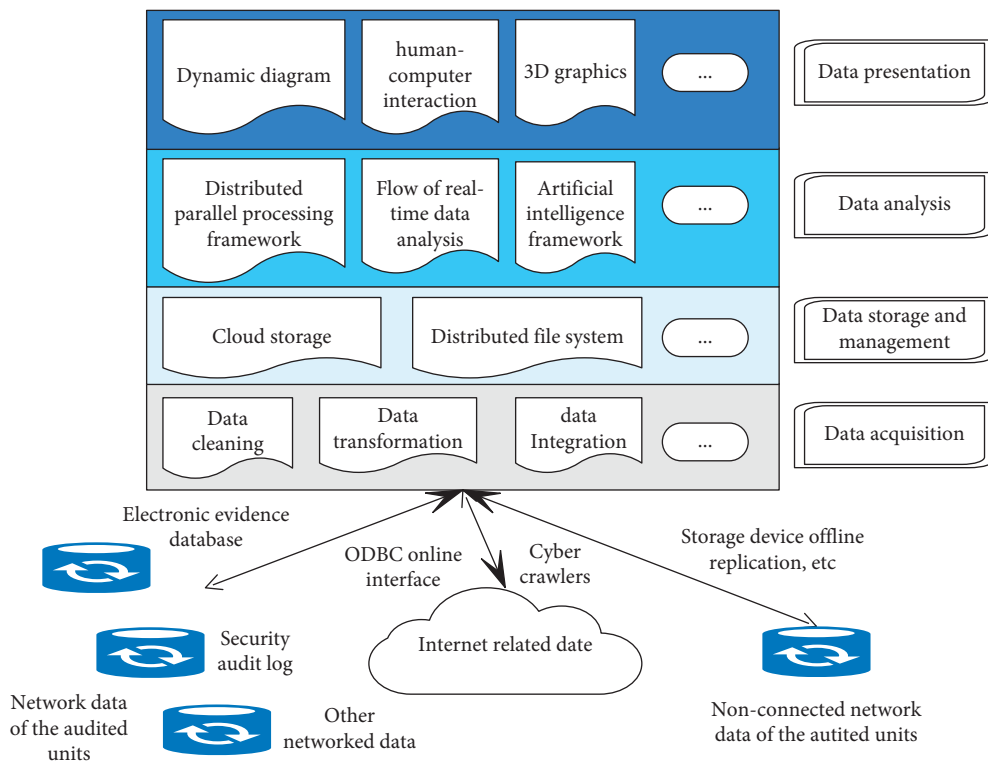 Dynamic diagram
human-
computer
interaction
3D graphics
...
Data presentation
Distributed
parallel processing
framework
Flow of real-
time data
analysis
Artificial
intelligence
framework
...
Data analysis
Cloud storage
Distributed file system
...
Data storage and
management
Data
cleaning
Data
transformation
data
Integration
...
Data acquisition
Electronic evidence
database
ODBC online
interface
Cyber
crawlers
Storage device offline
replication, etc
Security
audit log
Internet related date
Network data
of the audited
units
Other
networked data
Non-connected network
data of the autited units